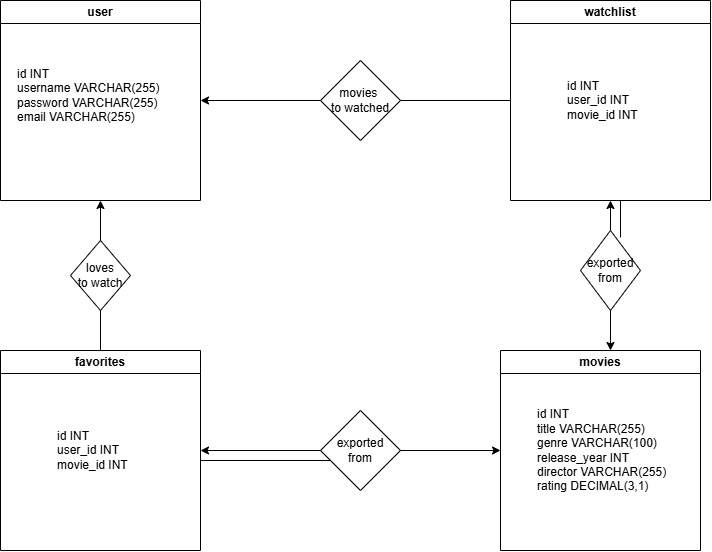 user
id INT
username VARCHAR(255)
password VARCHAR(255)
email VARCHAR(255)
movies
to watched
watchlist
id INT
user_id INT
movie_id INT
loves
to watch
exported
from
favorites
id INT
user_id INT
movie_id INT
exported
from
movies
id INT
title VARCHAR(255)
genre VARCHAR(100)
release_year INT
director VARCHAR(255)
rating DECIMAL(3,1)